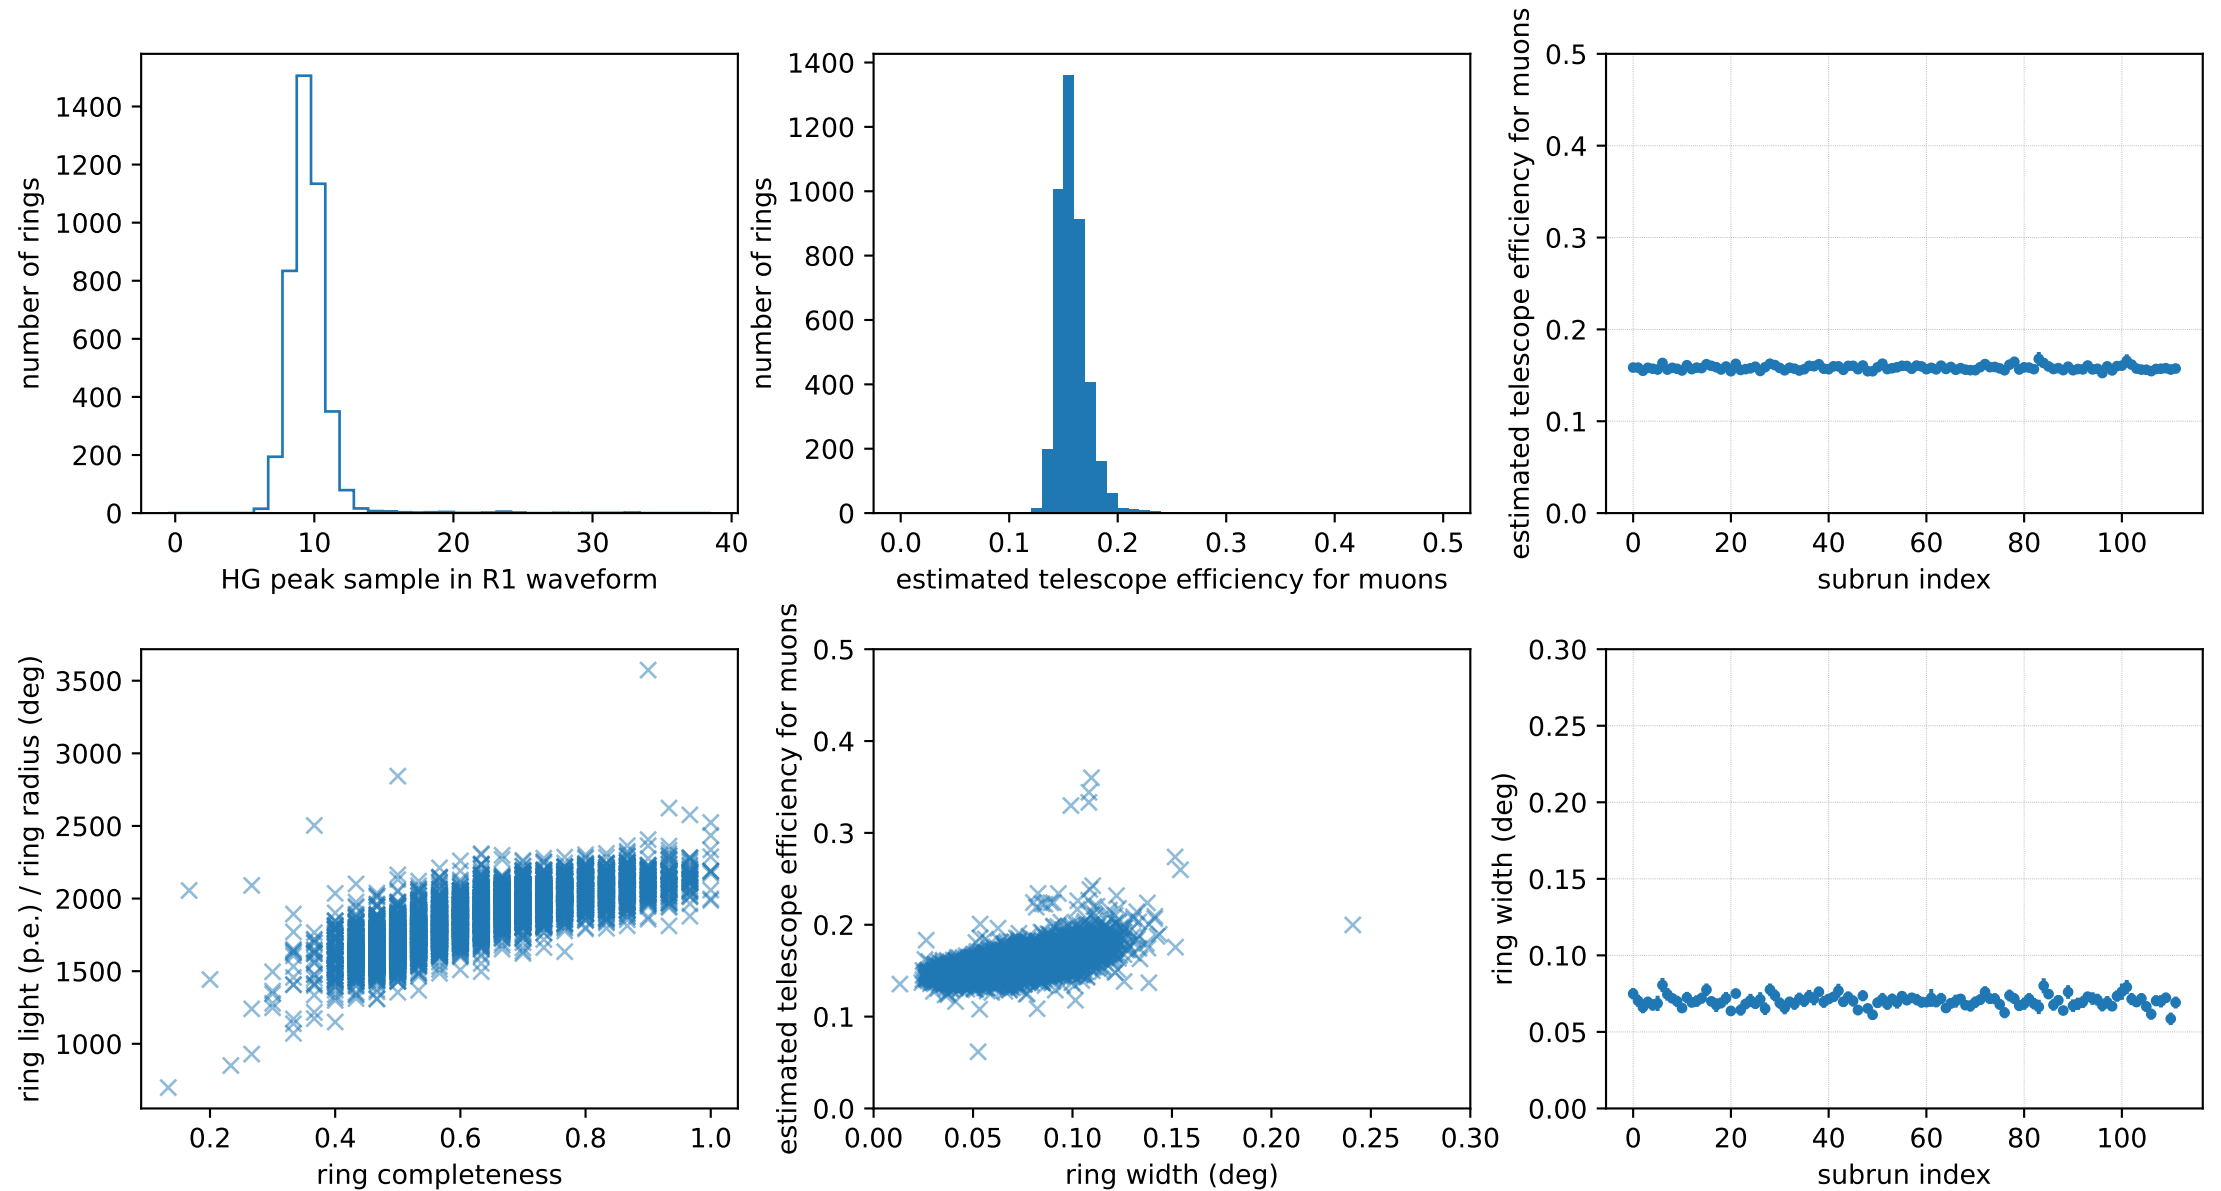 number of rings
1400
1200
1000
800
600
400
200
0
0 10 20 30 40
HG peak sample in R1 waveform
number of rings
1400
1200
1000
800
600
400
200
0
0.0 0.1 0.2 0.3 0.4 0.5
estimated telescope efficiency for muons
estimated telescope efficiency for muons
0.5
0.4
0.3
0.2
0.1
0.0
0 20 40 60 80 100
subrun index
ring light (p.e.) / ring radius (deg)
3500
3000
2500
2000
1500
1000
0.2 0.4 0.6 0.8 1.0
ring completeness
estimated telescope efficiency for muons
0.5
0.4
0.3
0.2
0.1
0.0
0.00 0.05 0.10 0.15 0.20 0.25 0.30
ring width (deg)
ring width (deg)
0.30
0.25
0.20
0.15
0.10
0.05
0.00
0 20 40 60 80 100
subrun index